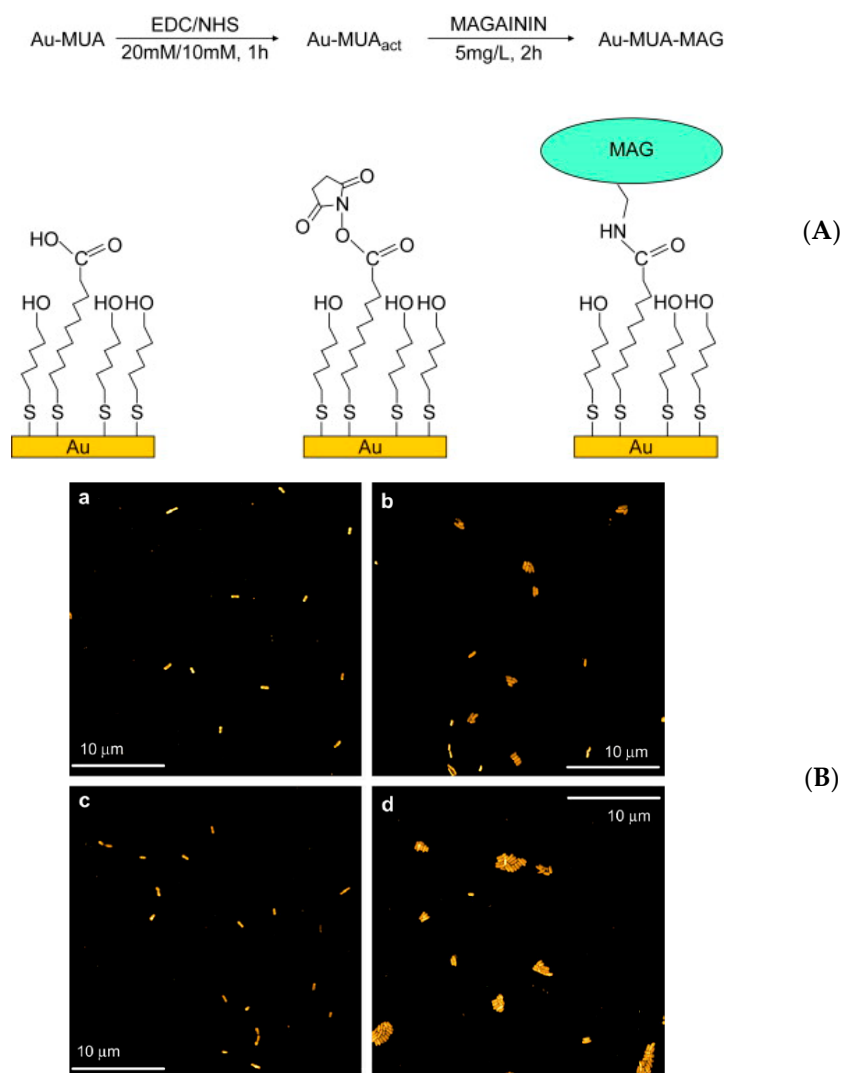 EDC/NHS
MAGAININ
Au-MUA
Au-MUAact
Au-MUA-MAG
20mM/10mM, 1h
5mg/L, 2h
MAG
O
N
O
O
O
HN
O
HO
O
C
C
C
HO
HO
HO
HO
HO
HO
HO
HO
HO
S
S
S
S
S
S
S
S
S
S
S
S
Au
Au
Au
(A)
a
b
10 μm
10 μm
(B)
c
d
10 μm
10 μm